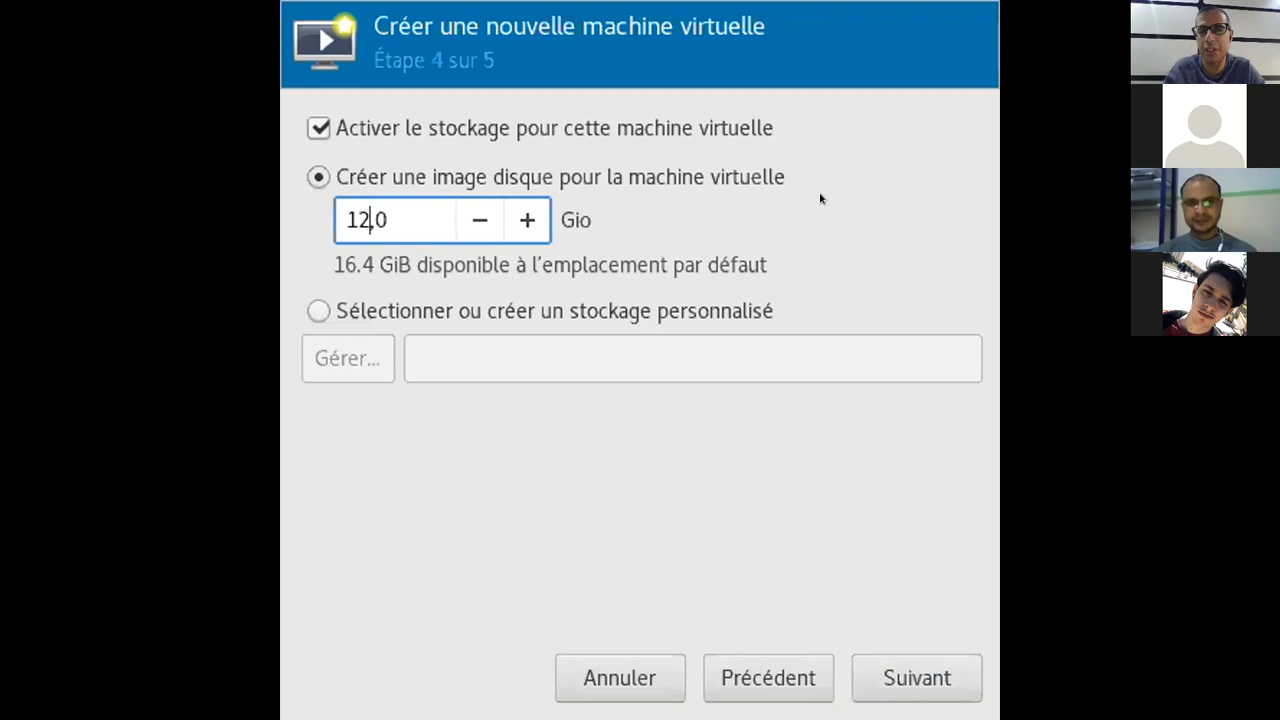 Créer une nouvelle machine virtuelle
Étape 4 sur 5
Activer le stockage pour cette machine virtuelle
Créer une image disque pour la machine virtuelle
12,0 − + Gio
16.4 GiB disponible à l’emplacement par défaut
Sélectionner ou créer un stockage personnalisé
Gérer...
Annuler Précédent Suivant